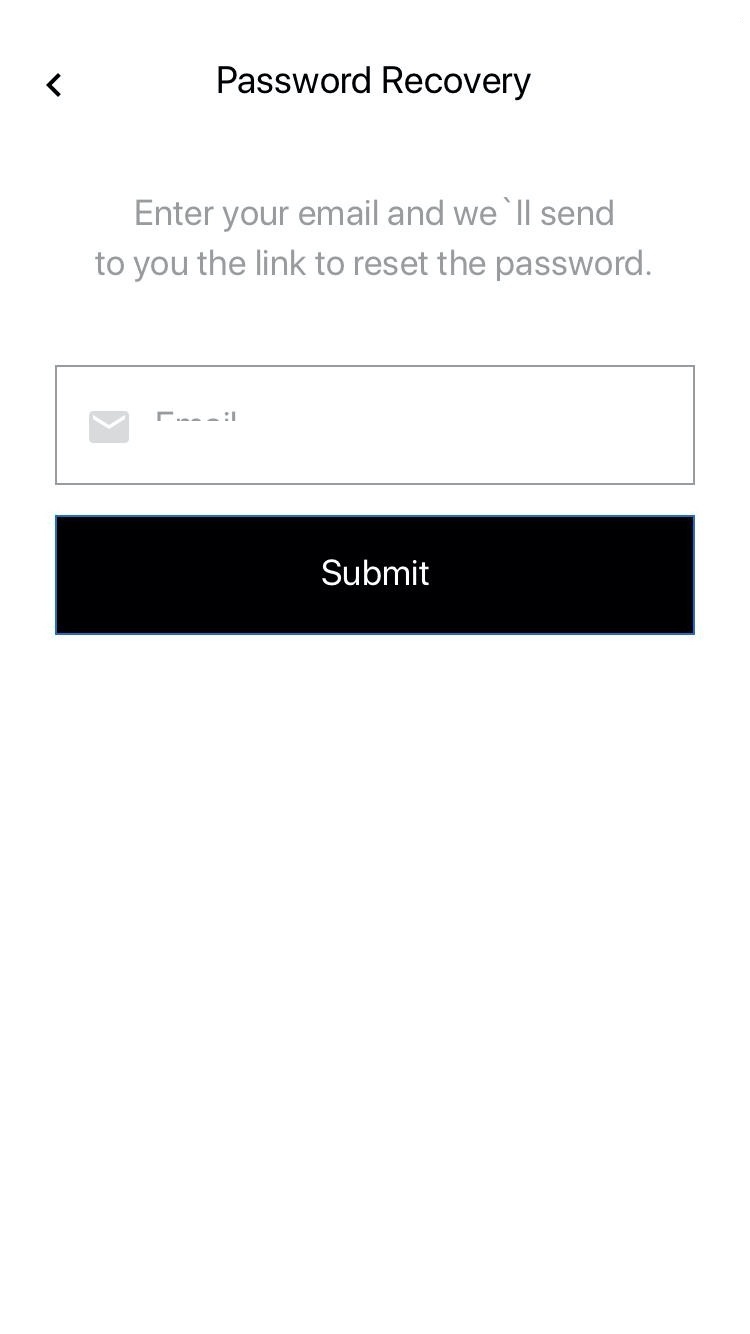 Password Recovery
Enter your email and we`ll send
to you the link to reset the password.
Email
Submit